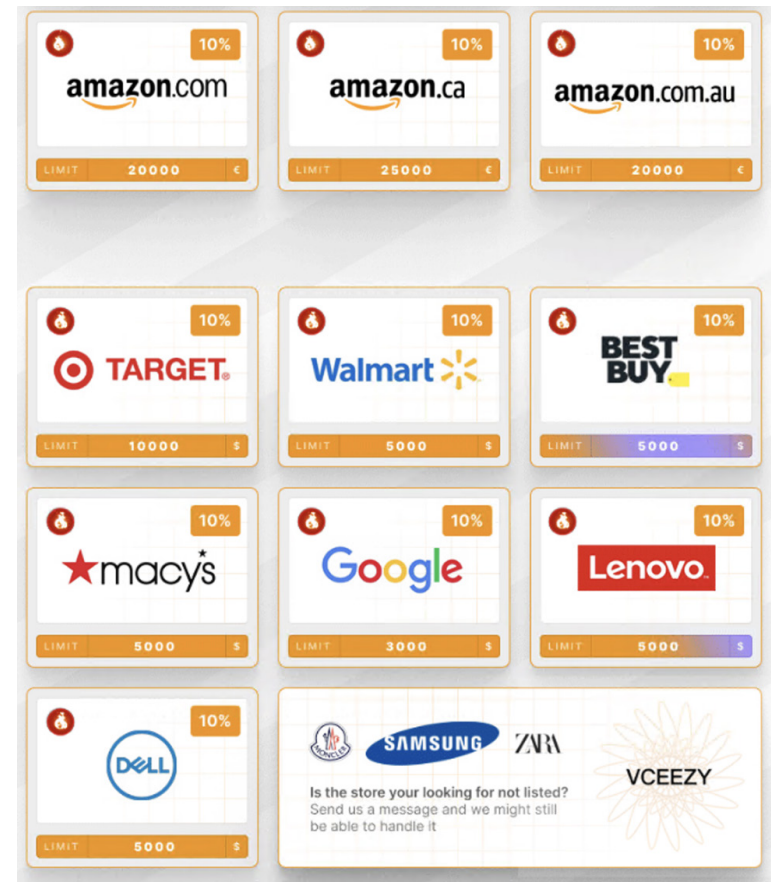 10% 10% 10%
amazon.com amazon.ca amazon.com.au
LIMIT 20000 € LIMIT 25000 € LIMIT 20000 €
10% 10% 10%
TARGET® Walmart BEST
BUY™
LIMIT 10000 $ LIMIT 5000 $ LIMIT 5000 $
10% 10% 10%
macy's Google Lenovo™
LIMIT 5000 $ LIMIT 3000 $ LIMIT 5000 $
10%
DELL
LIMIT 5000 $
MONCLER SAMSUNG ZARA
Is the store your looking for not listed?
Send us a message and we might still
be able to handle it
VCEEZY